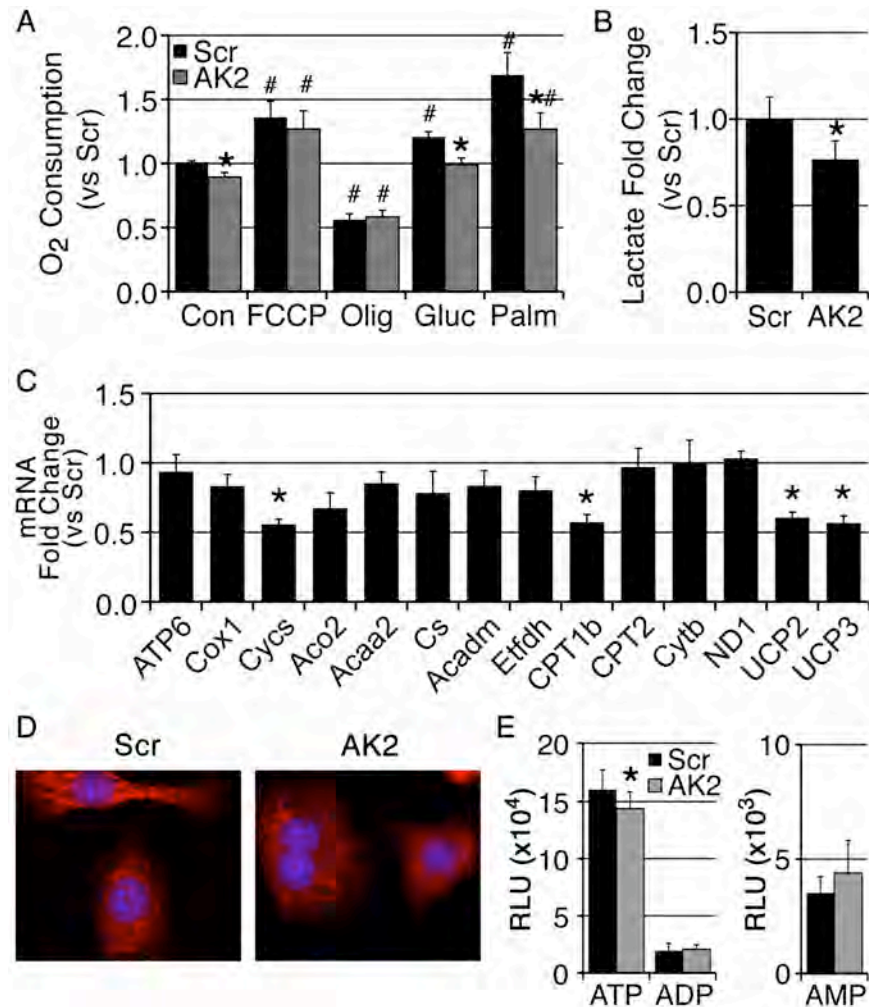 A
O2 Consumption
(vs Scr)
2.0
1.5
1.0
0.5
0.0
Scr
AK2
# # # # # * # * *#
Con FCCP Olig Gluc Palm
B
Lactate Fold Change
(vs Scr)
1.5
1.0
0.5
0.0
*
Scr AK2
C
mRNA
Fold Change
(vs Scr)
1.5
1.0
0.5
0.0
* * * *
ATP6 Cox1 Cycs Aco2 Acaa2 Cs Acadm Etfdh CPT1b CPT2 Cytb ND1 UCP2 UCP3
D
Scr AK2
E
RLU (x10⁴)
20
15
10
5
0
Scr
AK2
*
ATP ADP
RLU (x10³)
10
5
0
AMP